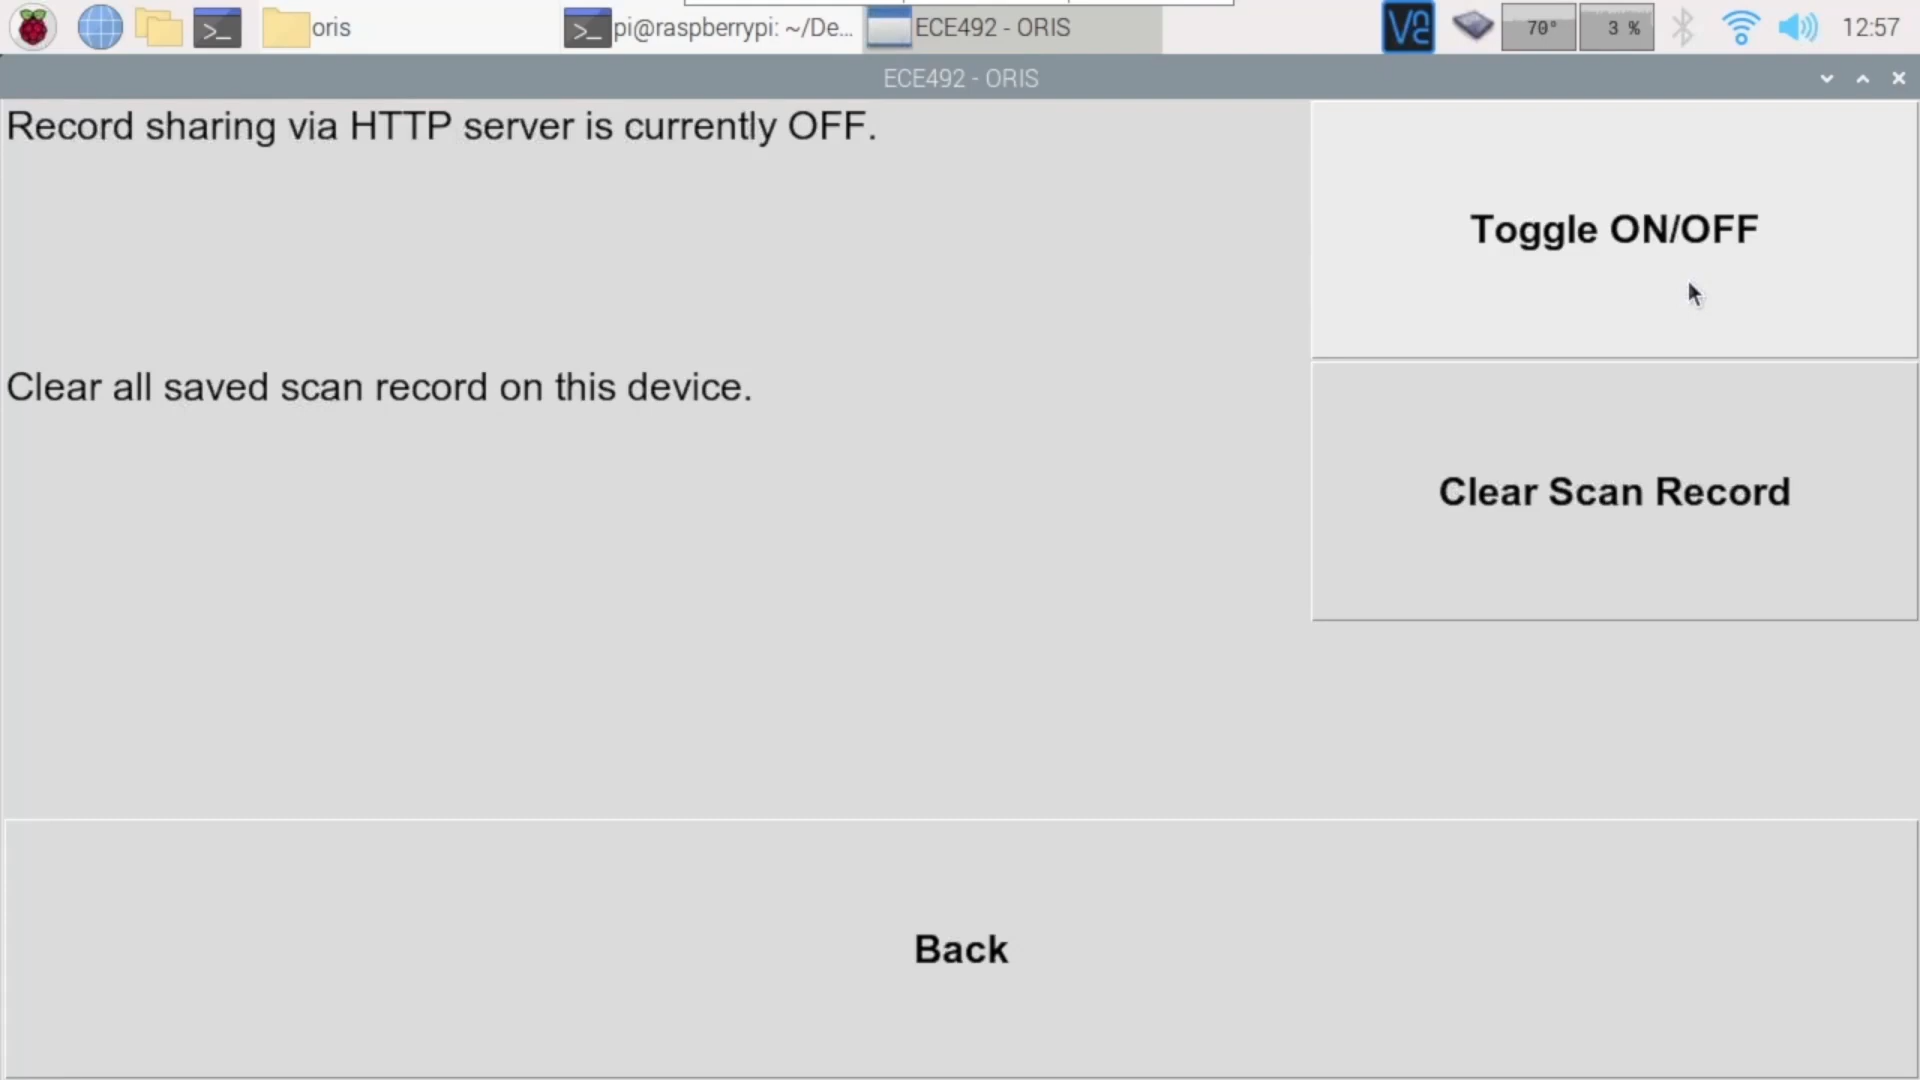 oris
pi@raspberrypi: ~/De...
ECE492 - ORIS
70°
3 %
12:57
ECE492 - ORIS
Record sharing via HTTP server is currently OFF.
Toggle ON/OFF
Clear all saved scan record on this device.
Clear Scan Record
Back